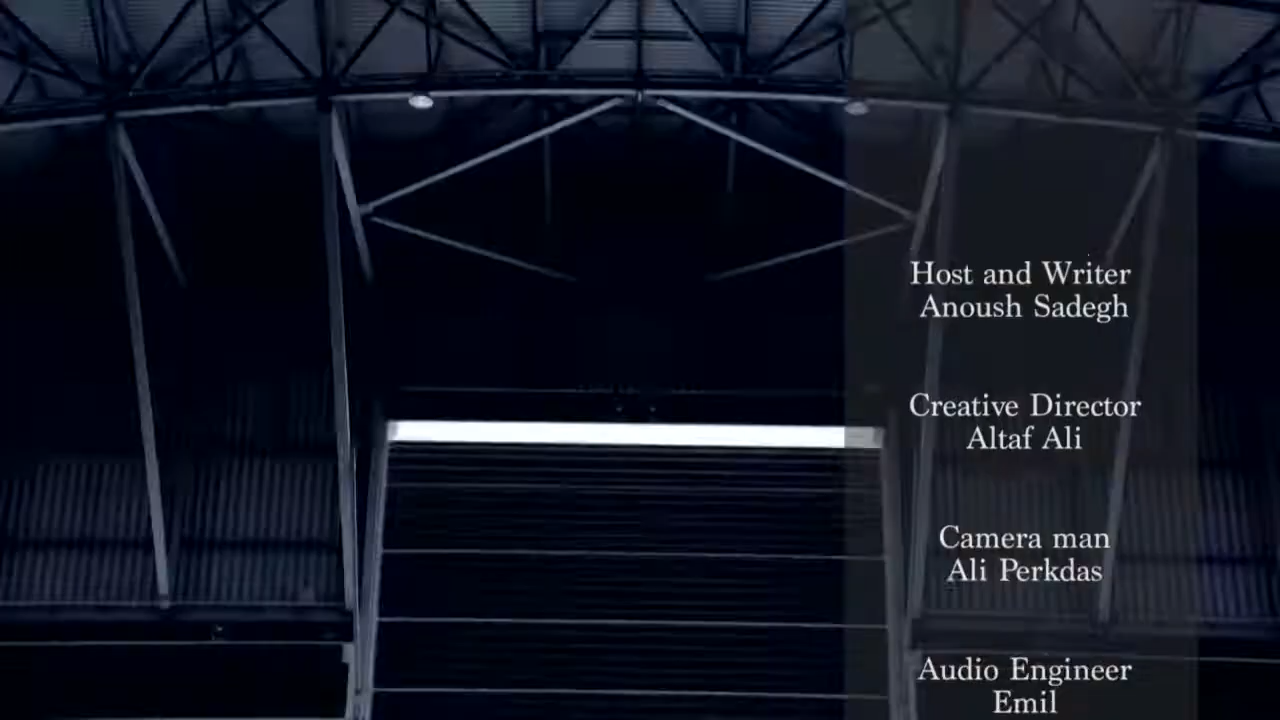 Host and Writer
Anoush Sadegh
Creative Director
Altaf Ali
Camera man
Ali Perkdas
Audio Engineer
Emil